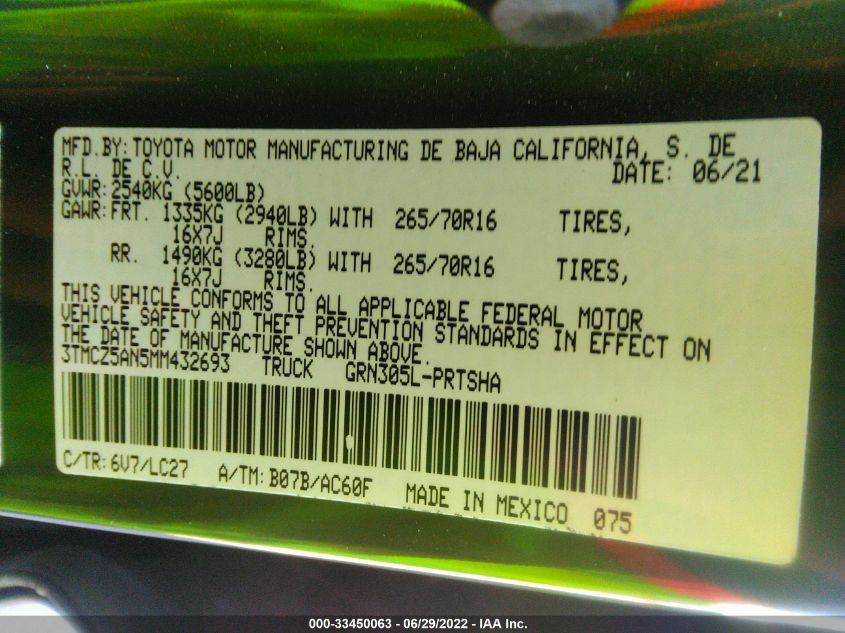 MFD.BY: TOYOTA MOTOR MANUFACTURING DE BAJA CALIFORNIA, S. DE
R.L. DE C.V. DATE: 06/21
GVWR: 2540KG (5600LB)
GAWR: FRT. 1335KG (2940LB) WITH 265/70R16 TIRES,
16X7J RIMS.
RR. 1490KG (3280LB) WITH 265/70R16 TIRES,
16X7J RIMS.
THIS VEHICLE CONFORMS TO ALL APPLICABLE FEDERAL MOTOR
VEHICLE SAFETY AND THEFT PREVENTION STANDARDS IN EFFECT ON
THE DATE OF MANUFACTURE SHOWN ABOVE.
3TMCZ5AN5MM432693 TRUCK GRN305L-PRTSHA
C/TR: 6V7/LC27 A/TM: B07B/AC60F MADE IN MEXICO 075
000-33450063 - 06/29/2022 - IAA Inc.